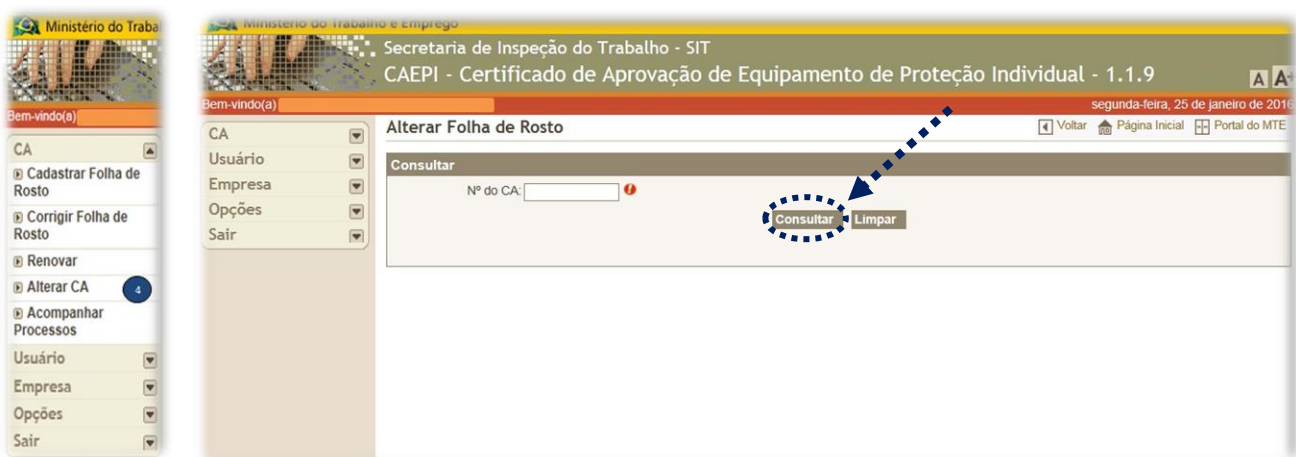 Ministério do Traba
Bem-vindo(a)
CA
Cadastrar Folha de
Rosto
Corrigir Folha de
Rosto
Renovar
Alterar CA
4
Acompanhar
Processos
Usuário
Empresa
Opções
Sair
Ministério do Trabalho e Emprego
Secretaria de Inspeção do Trabalho - SIT
CAEPI - Certificado de Aprovação de Equipamento de Proteção Individual - 1.1.9
A A+
Bem-vindo(a)
segunda-feira, 25 de janeiro de 2016
CA
Usuário
Empresa
Opções
Sair
Alterar Folha de Rosto
Voltar Página Inicial Portal do MTE
Consultar
Nº do CA:
Consultar Limpar